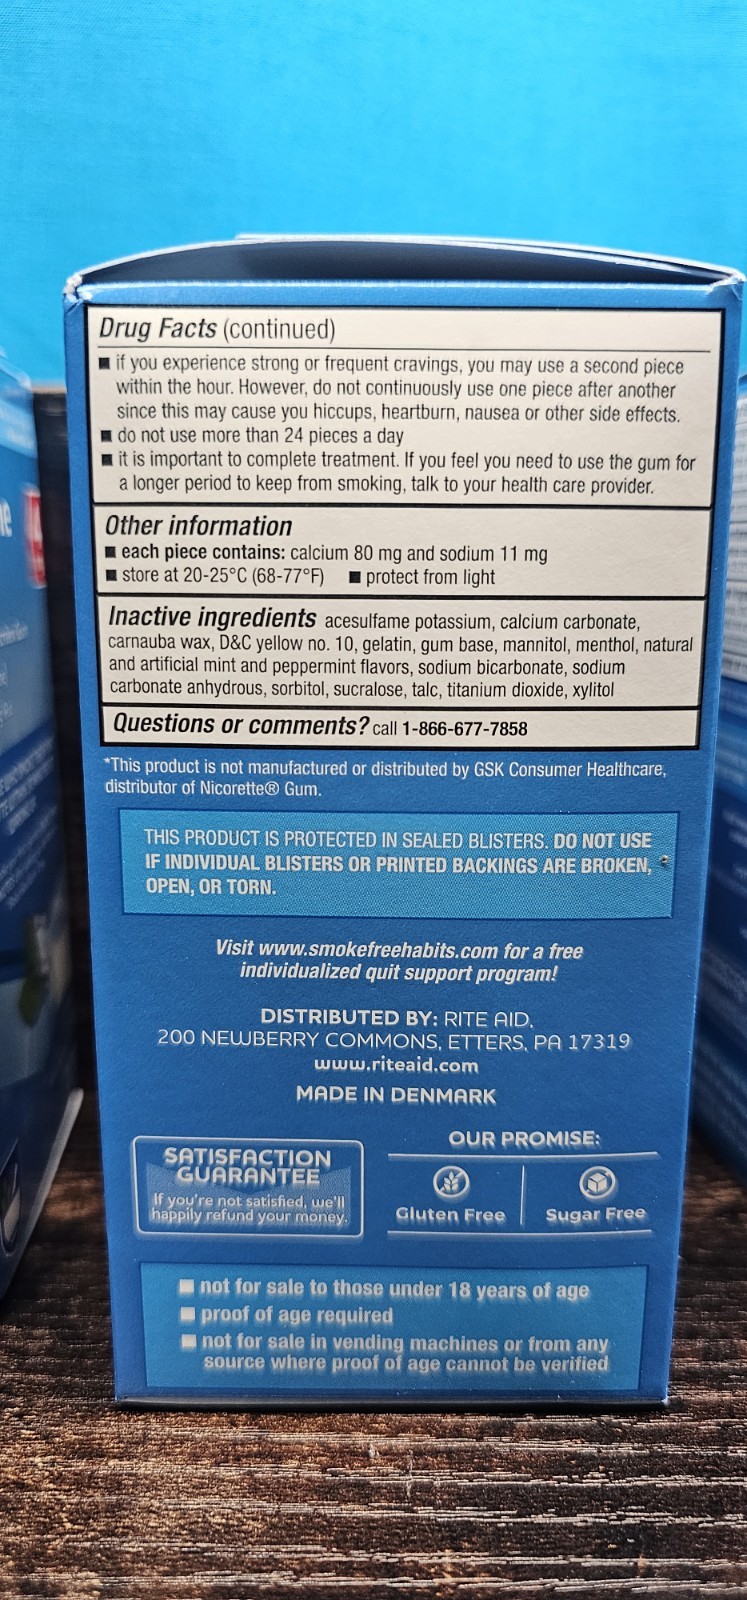 Drug Facts (continued)
■ if you experience strong or frequent cravings, you may use a second piece
within the hour. However, do not continuously use one piece after another
since this may cause you hiccups, heartburn, nausea or other side effects.
■ do not use more than 24 pieces a day
■ it is important to complete treatment. If you feel you need to use the gum for
a longer period to keep from smoking, talk to your health care provider.
Other information
■ each piece contains: calcium 80 mg and sodium 11 mg
■ store at 20-25°C (68-77°F) ■ protect from light
Inactive ingredients acesulfame potassium, calcium carbonate,
carnauba wax, D&C yellow no. 10, gelatin, gum base, mannitol, menthol, natural
and artificial mint and peppermint flavors, sodium bicarbonate, sodium
carbonate anhydrous, sorbitol, sucralose, talc, titanium dioxide, xylitol
Questions or comments? call 1-866-677-7858
*This product is not manufactured or distributed by GSK Consumer Healthcare,
distributor of Nicorette® Gum.
THIS PRODUCT IS PROTECTED IN SEALED BLISTERS. DO NOT USE
IF INDIVIDUAL BLISTERS OR PRINTED BACKINGS ARE BROKEN,
OPEN, OR TORN.
Visit www.smokefreehabits.com for a free
individualized quit support program!
DISTRIBUTED BY: RITE AID,
200 NEWBERRY COMMONS, ETTERS, PA 17319
www.riteaid.com
MADE IN DENMARK
OUR PROMISE:
SATISFACTION
GUARANTEE
If you're not satisfied, we'll
happily refund your money.
Gluten Free
Sugar Free
■ not for sale to those under 18 years of age
■ proof of age required
■ not for sale in vending machines or from any
source where proof of age cannot be verified